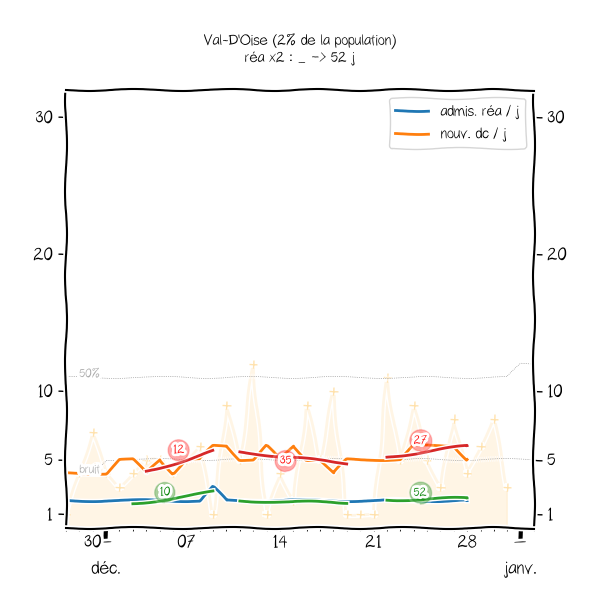 Val-D'Oise (2% de la population)
réa x2 : _ -> 52 j
admis. réa / j
nouv. dc / j
30 30
20 20
50%
10 10
27
12
35
5 5
bruit
52
10
1 1
30 07 14 21 28
déc. janv.